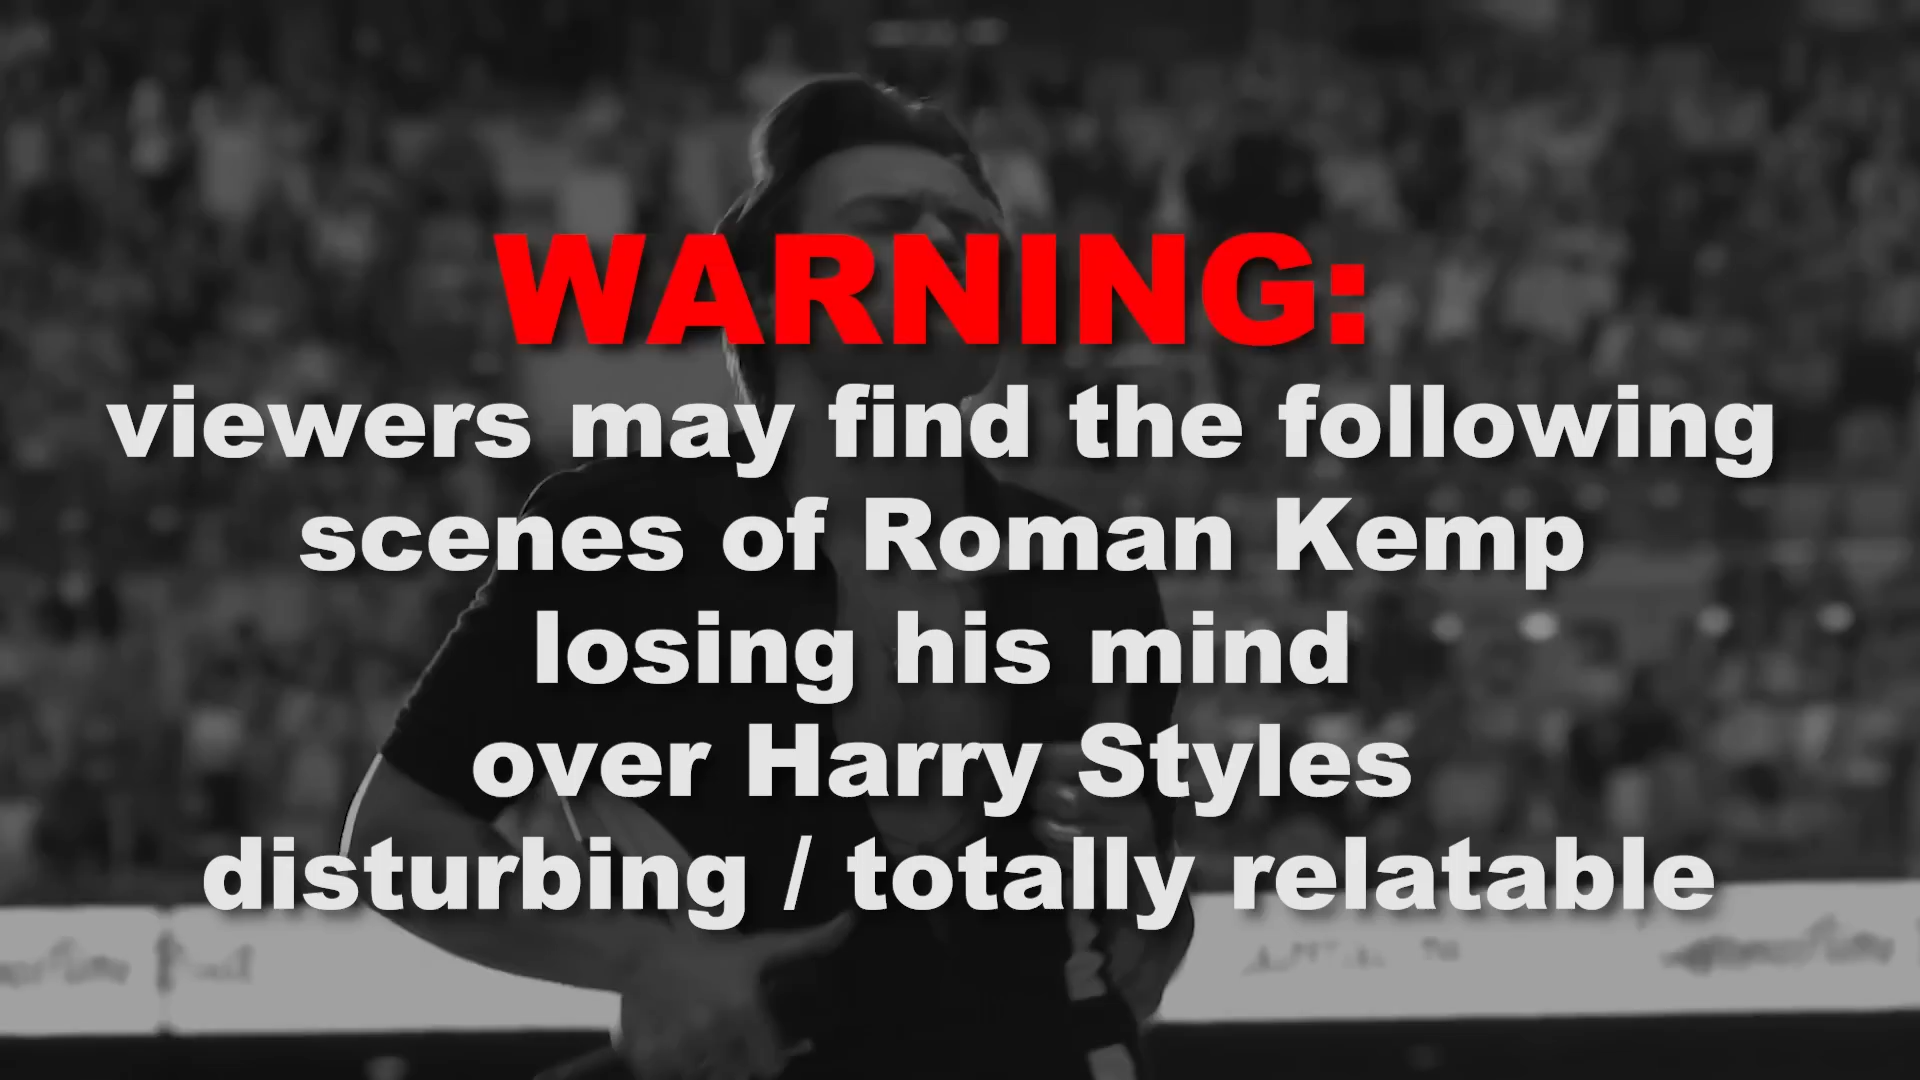 WARNING:
viewers may find the following
scenes of Roman Kemp
losing his mind
over Harry Styles
disturbing / totally relatable